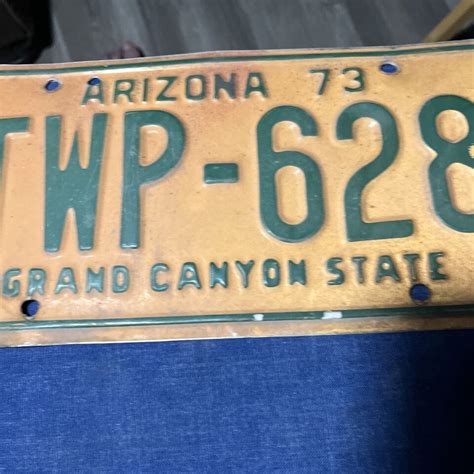 ARIZONA 73
TWP-628
GRAND CANYON STATE